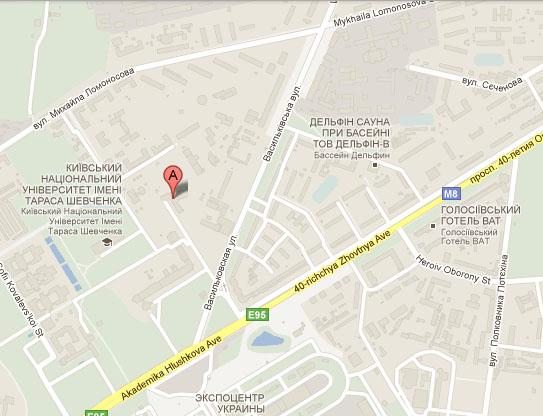 Mykhaila Lomonosova
вул. Михайла Ломоносова
вул. Сєченова
Васильківська вул.
ДЕЛЬФІН САУНА
ПРИ БАСЕЙНІ
ТОВ ДЕЛЬФІН-В
Бассейн Дельфин
КИЇВСЬКИЙ
НАЦІОНАЛЬНИЙ
УНІВЕРСИТЕТ ІМЕНІ
ТАРАСА ШЕВЧЕНКА
Київський Національний
Університет Імені
Тараса Шевченка
A
просп. 40-летия
M8
ГОЛОСІЇВСЬКИЙ
ГОТЕЛЬ ВАТ
Голосіївський
Готель ВАТ
40-richchya Zhovtnya Ave
Heroiv Oborony St
Васильковская ул.
вул. Полковника Потєхіна
Sofii Kovalevs'koi St
E95
Akademika Hlushkova Ave
ЭКСПОЦЕНТР
УКРАИНЫ
E95